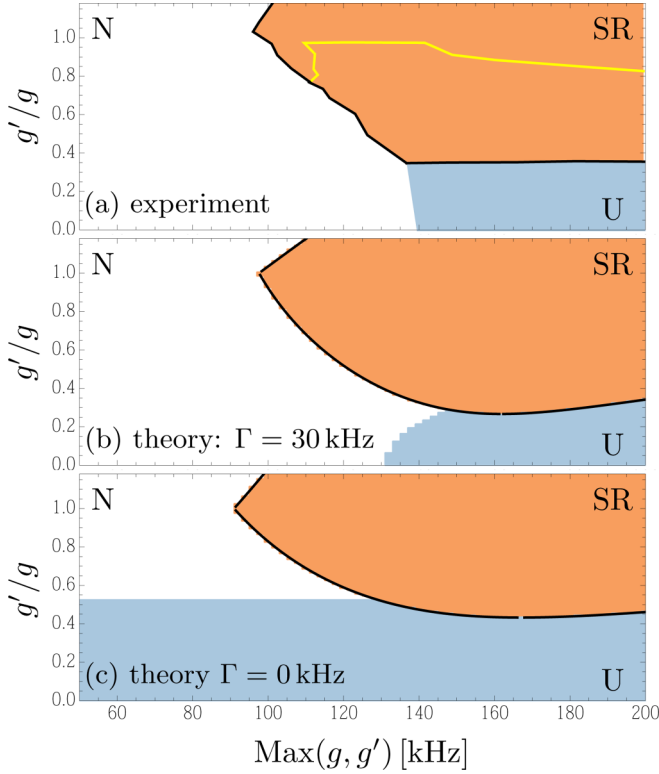 N
SR
1.0
0.8
0.6
0.4
0.2
0.0
g′/g
(a) experiment
U
N
SR
1.0
0.8
0.6
0.4
0.2
0.0
g′/g
(b) theory: Γ = 30 kHz
U
N
SR
1.0
0.8
0.6
0.4
0.2
0.0
g′/g
(c) theory Γ = 0 kHz
U
60 80 100 120 140 160 180 200
Max(g, g′) [kHz]